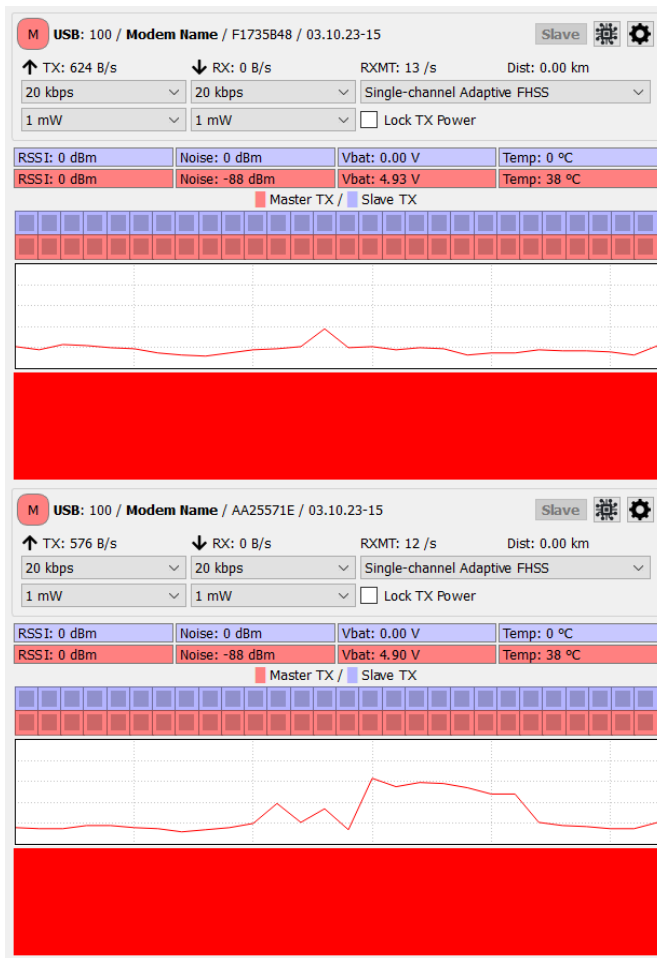 M USB: 100 / Modem Name / F1735B48 / 03.10.23-15 Slave
TX: 624 B/s RX: 0 B/s RXMT: 13 /s Dist: 0.00 km
20 kbps 20 kbps Single-channel Adaptive FHSS
1 mW 1 mW Lock TX Power
RSSI: 0 dBm Noise: 0 dBm Vbat: 0.00 V Temp: 0 ºC
RSSI: 0 dBm Noise: -88 dBm Vbat: 4.93 V Temp: 38 ºC
Master TX / Slave TX
M USB: 100 / Modem Name / AA25571E / 03.10.23-15 Slave
TX: 576 B/s RX: 0 B/s RXMT: 12 /s Dist: 0.00 km
20 kbps 20 kbps Single-channel Adaptive FHSS
1 mW 1 mW Lock TX Power
RSSI: 0 dBm Noise: 0 dBm Vbat: 0.00 V Temp: 0 ºC
RSSI: 0 dBm Noise: -88 dBm Vbat: 4.90 V Temp: 38 ºC
Master TX / Slave TX